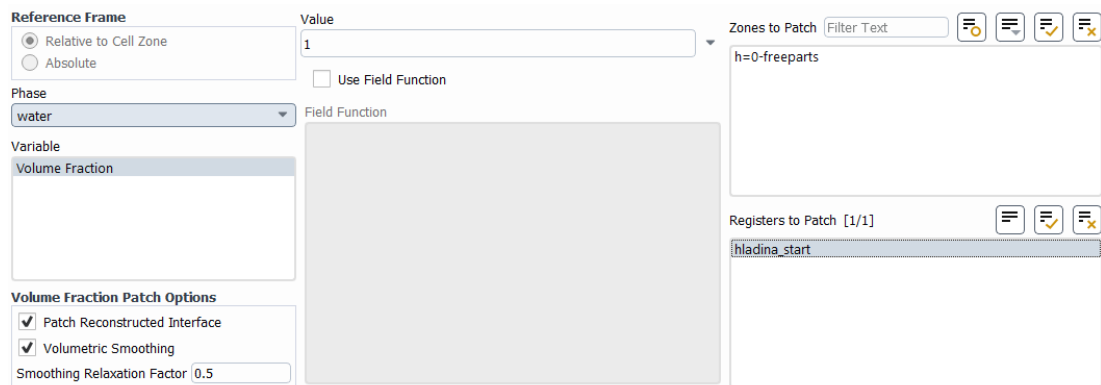 Reference Frame
Relative to Cell Zone
Absolute
Phase
water
Variable
Volume Fraction
Volume Fraction Patch Options
Patch Reconstructed Interface
Volumetric Smoothing
Smoothing Relaxation Factor 0.5
Value
1
Use Field Function
Field Function
Zones to Patch Filter Text
h=0-freeparts
Registers to Patch [1/1]
hladina_start